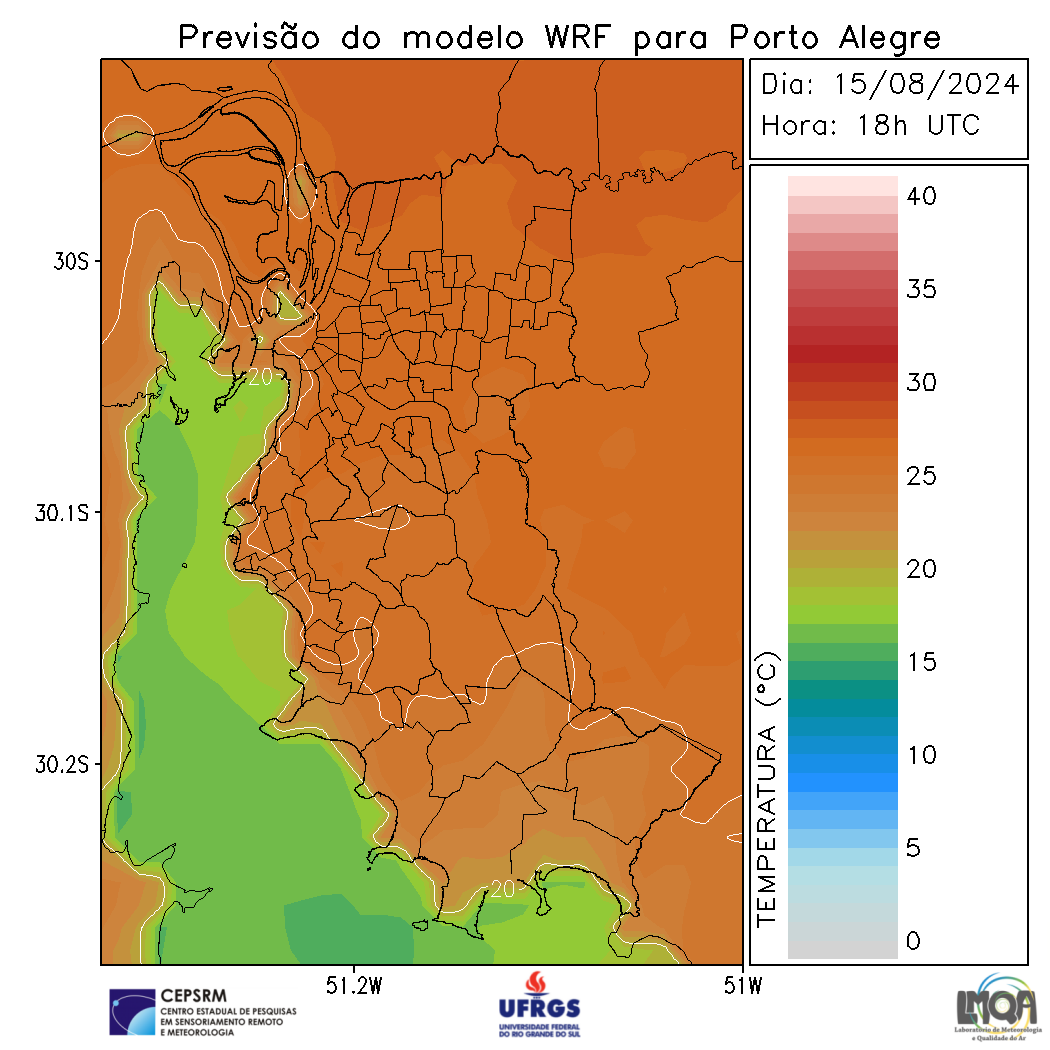 Previsão do modelo WRF para Porto Alegre
Dia: 15/08/2024
Hora: 18h UTC
40
35
30
25
20
15
10
5
0
TEMPERATURA (°C)
30S
30.1S
30.2S
51.2W
51W
20
20
CEPSRM
CENTRO ESTADUAL DE PESQUISAS
EM SENSORIAMENTO REMOTO
E METEOROLOGIA
UFRGS
UNIVERSIDADE FEDERAL
DO RIO GRANDE DO SUL
LMQA
Laboratório de Meteorologia
e Qualidade do Ar